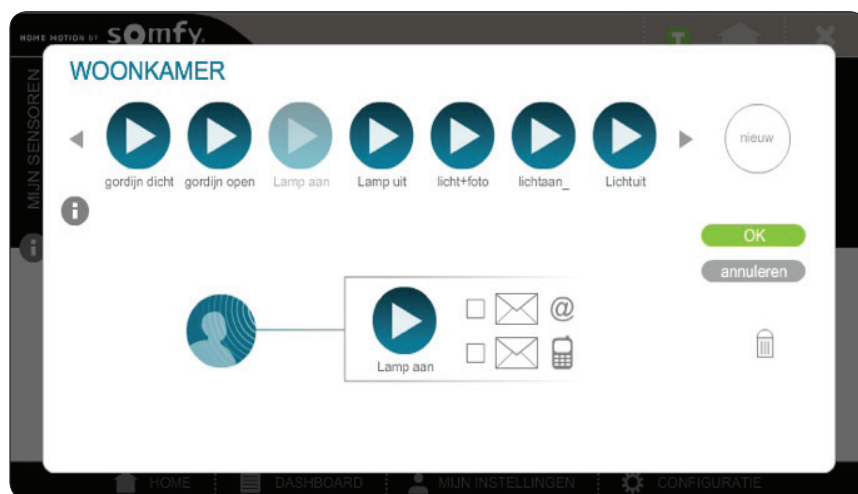 HOME MOTION BY somfy.
MIJN SENSOREN
WOONKAMER
gordijn dicht gordijn open Lamp aan Lamp uit licht+foto lichtaan_ Lichtuit
nieuw
i
i
OK
annuleren
Lamp aan
@
HOME DASHBOARD MIJN INSTELLINGEN CONFIGURATIE